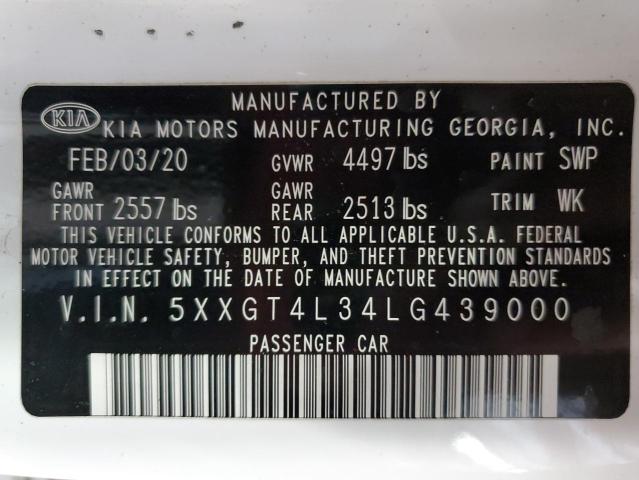 MANUFACTURED BY
KIA KIA MOTORS MANUFACTURING GEORGIA, INC.
FEB/03/20 GVWR 4497 lbs PAINT SWP
GAWR FRONT 2557 lbs GAWR REAR 2513 lbs TRIM WK
THIS VEHICLE CONFORMS TO ALL APPLICABLE U.S.A. FEDERAL
MOTOR VEHICLE SAFETY, BUMPER, AND THEFT PREVENTION STANDARDS
IN EFFECT ON THE DATE OF MANUFACTURE SHOWN ABOVE.
V.I.N. 5XXGT4L34LG439000
PASSENGER CAR